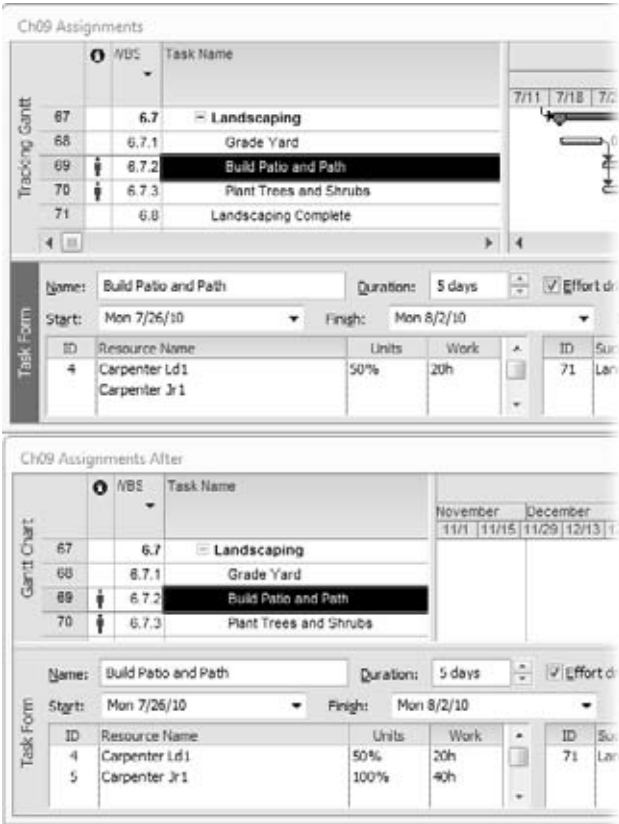 Ch09 Assignments
WBS Task Name
7/11 7/18
Tracking Gantt
67 6.7 Landscaping
68 6.7.1 Grade Yard
69 6.7.2 Build Patio and Path
70 6.7.3 Plant Trees and Shrubs
71 6.8 Landscaping Complete
Task Form
Name: Build Patio and Path Duration: 5 days Effort dr
Start: Mon 7/26/10 Finish: Mon 8/2/10
ID Resource Name Units Work ID Suc
4 Carpenter Ld1 50% 20h 71 Lan
Carpenter Jr1
Ch09 Assignments After
WBS Task Name
November December
11/1 11/15 11/29 12/13
Gantt Chart
67 6.7 Landscaping
68 6.7.1 Grade Yard
69 6.7.2 Build Patio and Path
70 6.7.3 Plant Trees and Shrubs
Task Form
Name: Build Patio and Path Duration: 5 days Effort d
Start: Mon 7/26/10 Finish: Mon 8/2/10
ID Resource Name Units Work ID Su
4 Carpenter Ld1 50% 20h 71 Lar
5 Carpenter Jr1 100% 40h